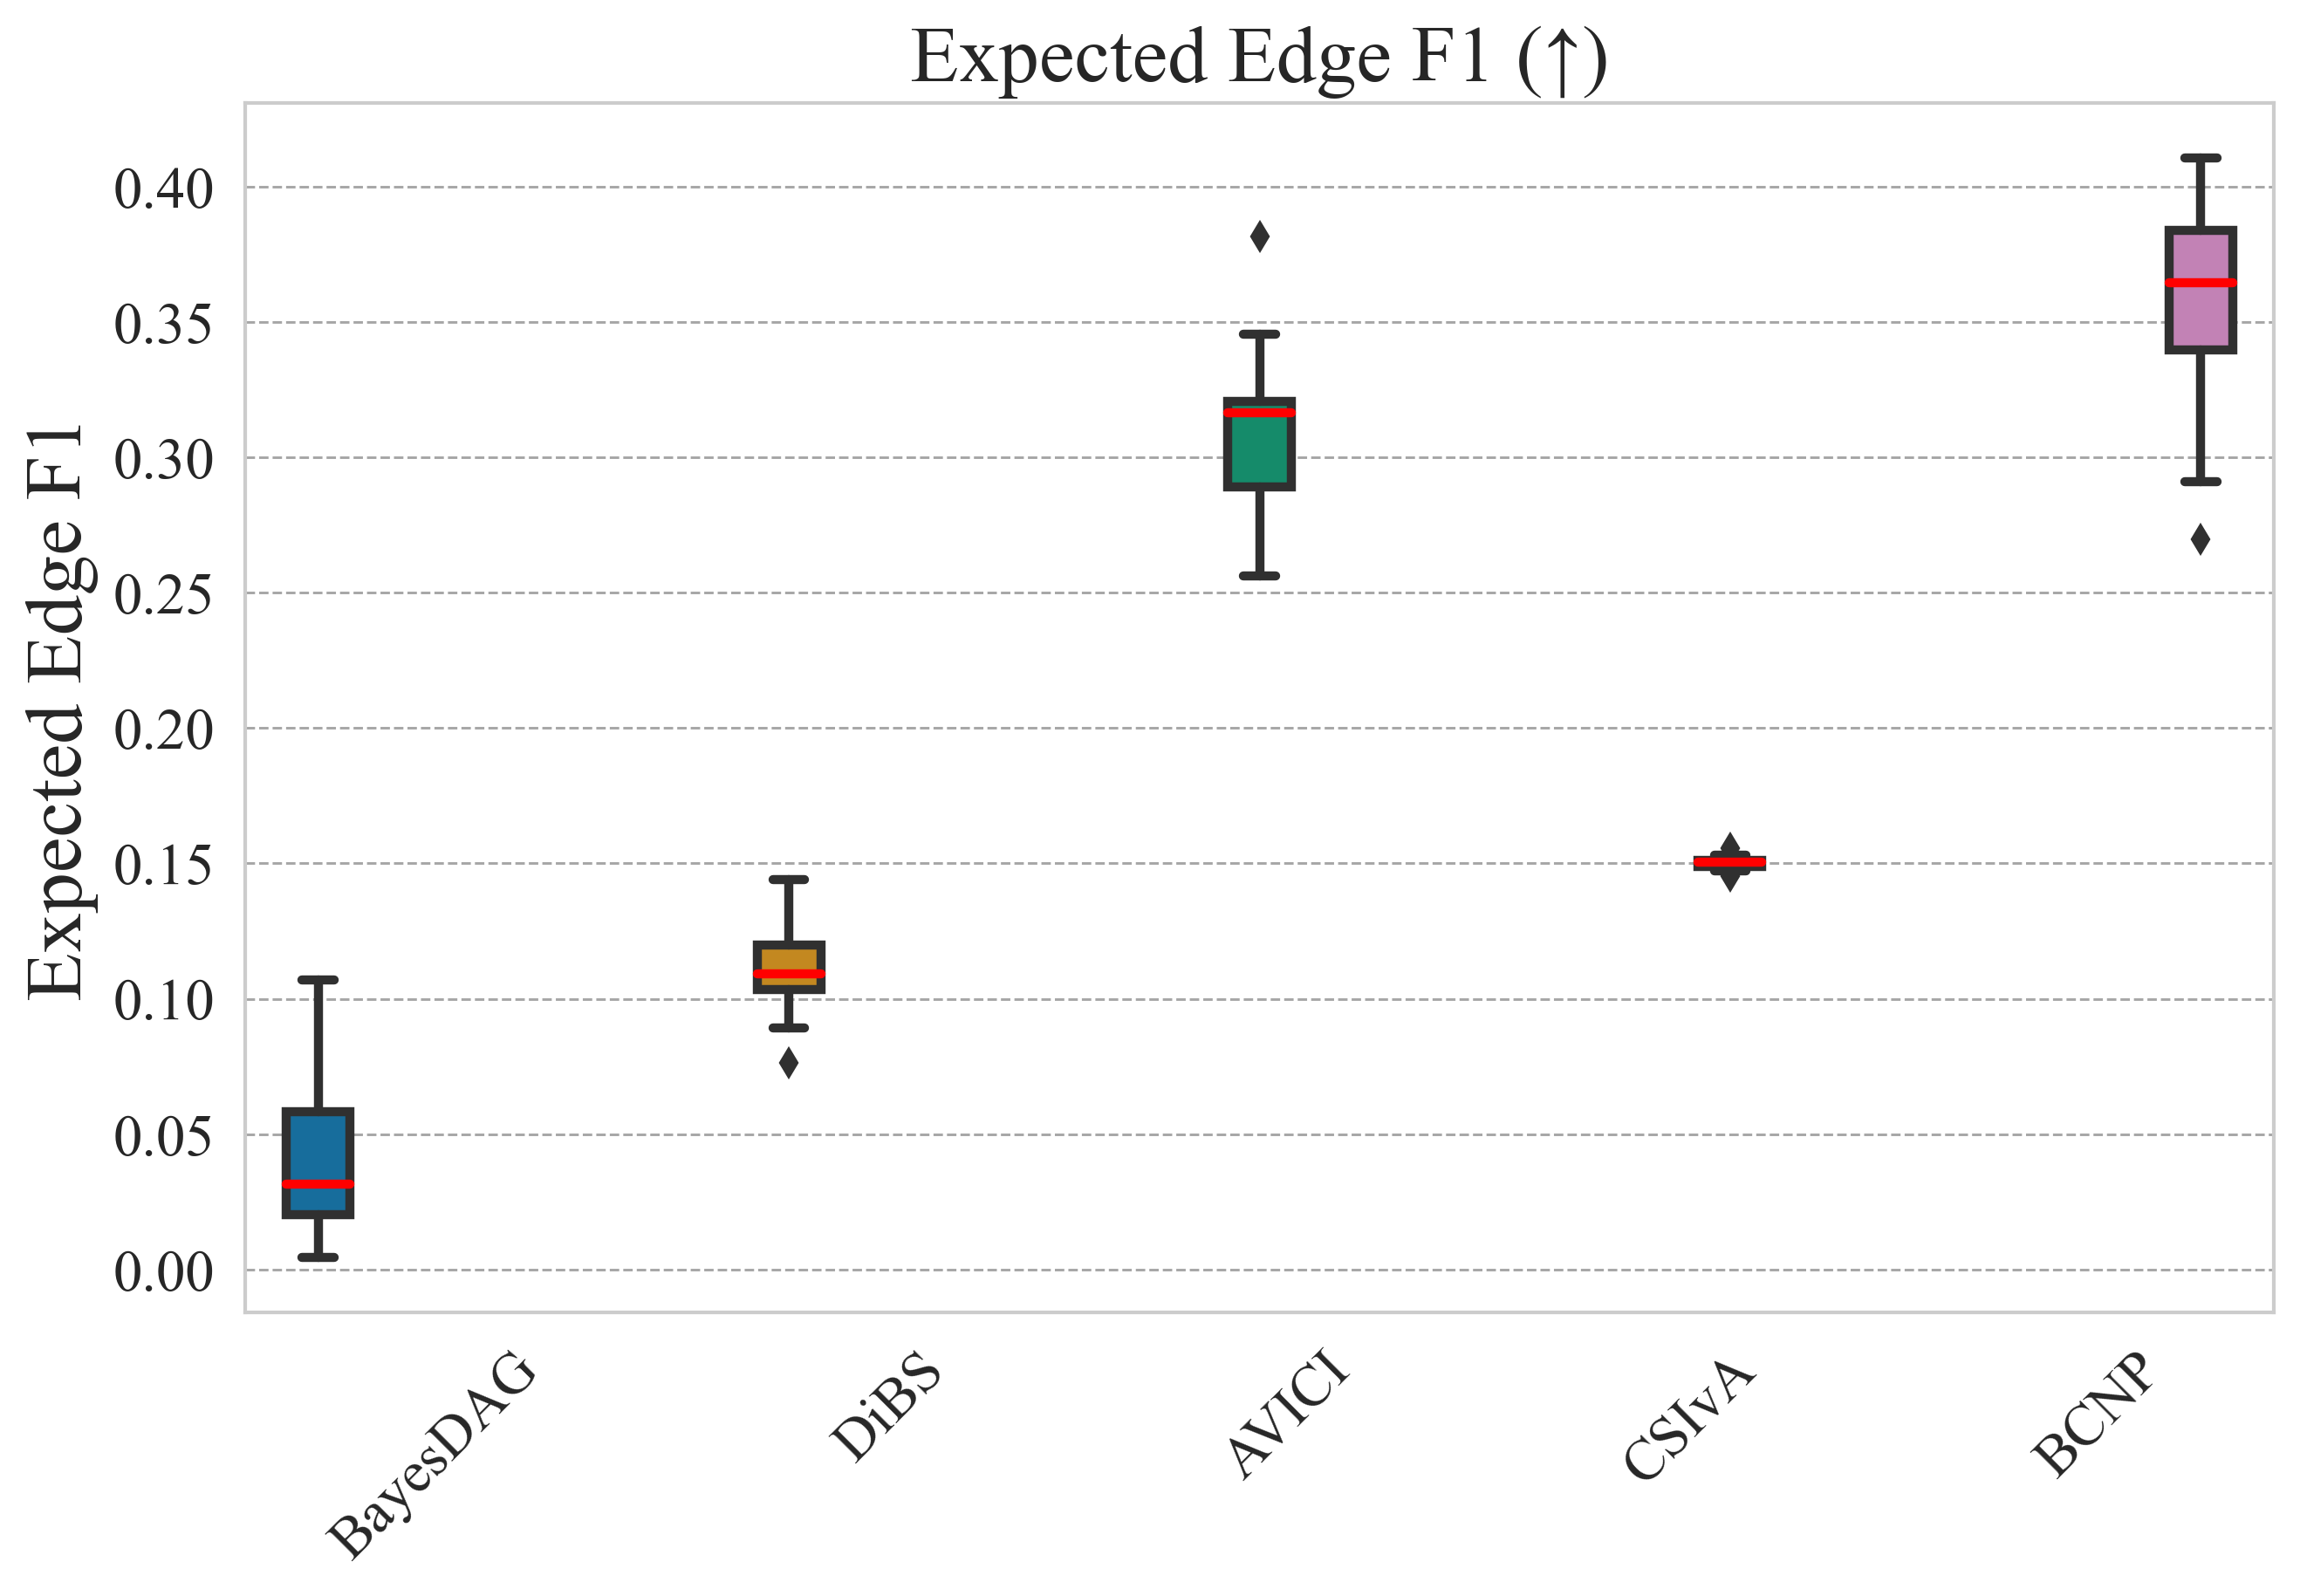 Expected Edge F1 (↑)
Expected Edge F1
0.40
0.35
0.30
0.25
0.20
0.15
0.10
0.05
0.00
BayesDAG
DiBS
AVICI
CSIvA
BCNP